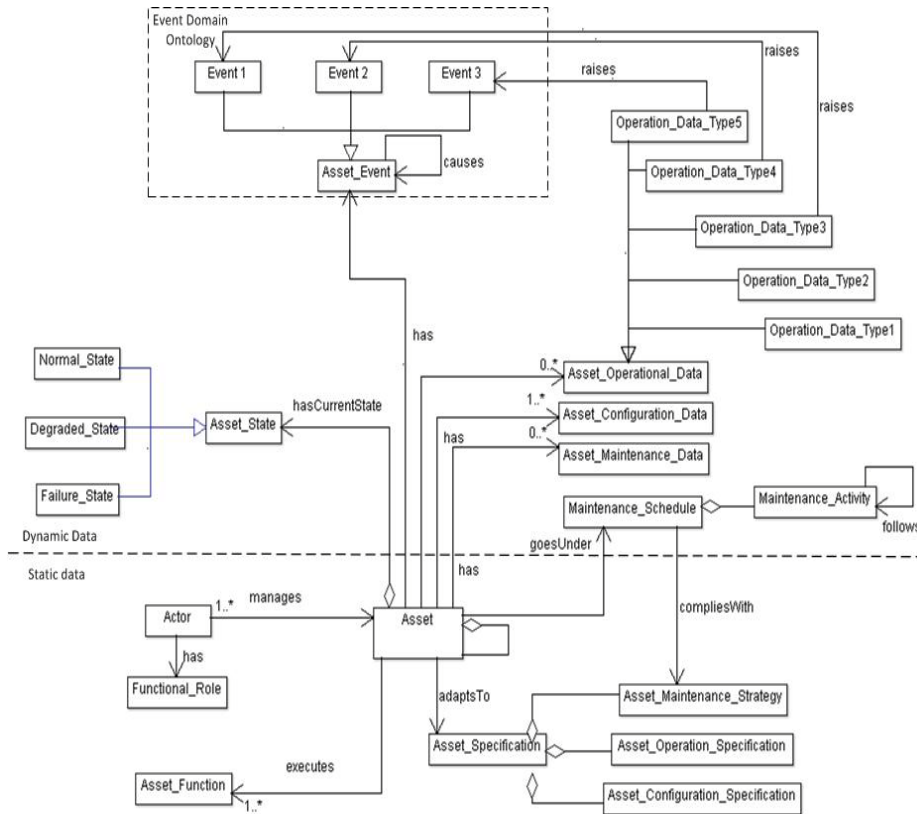 Event Domain
Ontology
Event 1
Event 2
Event 3
raises
raises
raises
Operation_Data_Type5
causes
Asset_Event
Operation_Data_Type4
Operation_Data_Type3
Operation_Data_Type2
Operation_Data_Type1
has
Normal_State
0..*
Asset_Operational_Data
hasCurrentState
1..*
Asset_Configuration_Data
Degraded_State
Asset_State
has
0..*
Asset_Maintenance_Data
Failure_State
Maintenance_Schedule
Maintenance_Activity
follows
Dynamic Data
goesUnder
Static data
has
manages
1..*
Actor
Asset
compliesWith
has
Functional_Role
adaptsTo
Asset_Maintenance_Strategy
Asset_Specification
Asset_Operation_Specification
executes
Asset_Function
1..*
Asset_Configuration_Specification